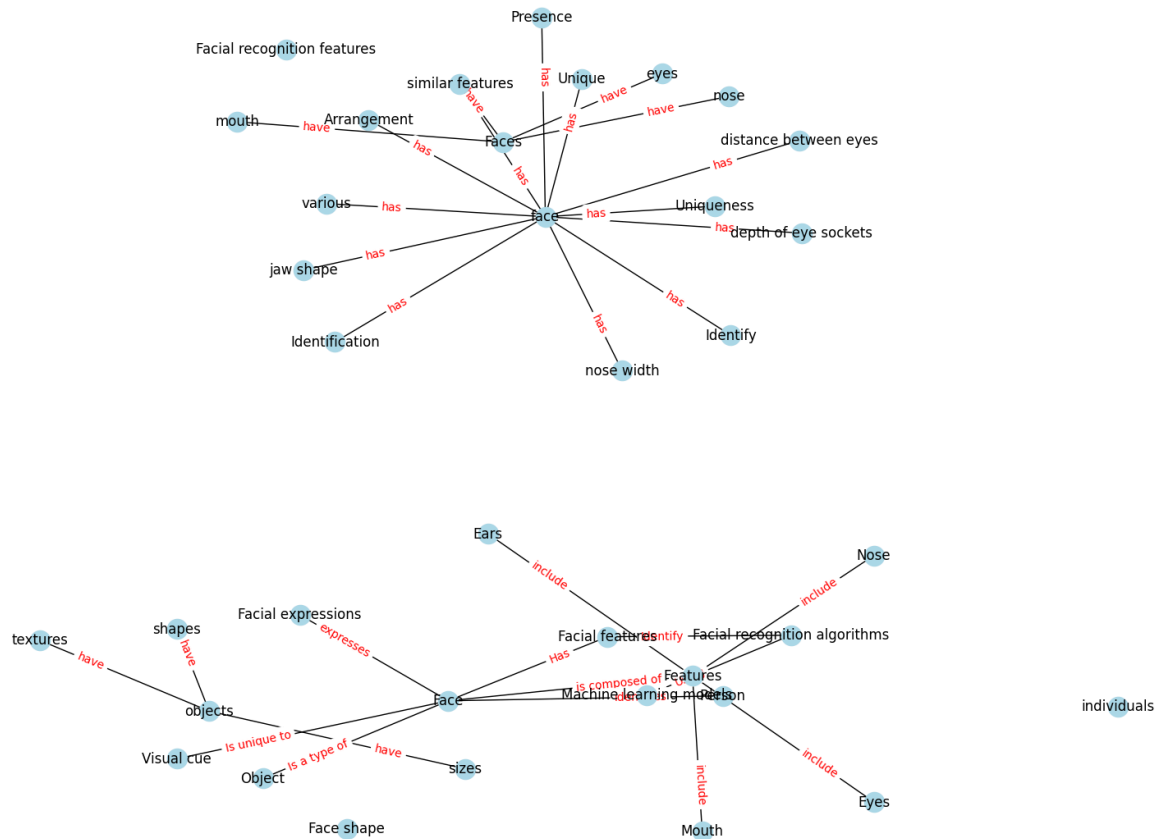 Presence
Facial recognition features
has
similar features
Unique
eyes
have
have
nose
mouth
have
Arrangement
have
has
Faces
distance between eyes
has
has
has
various
has
has
Uniqueness
face
has
depth of eye sockets
jaw shape
has
has
has
Identification
has
Identify
nose width
Ears
include
Nose
include
Facial expressions
expresses
shapes
textures
have
have
Facial features
Identify
Facial recognition algorithms
Has
is composed of
Features
Machine learning models
Person
is
Face
objects
individuals
Is unique to
Visual cue
Is a type of
Object
have
sizes
include
include
Eyes
Face shape
Mouth